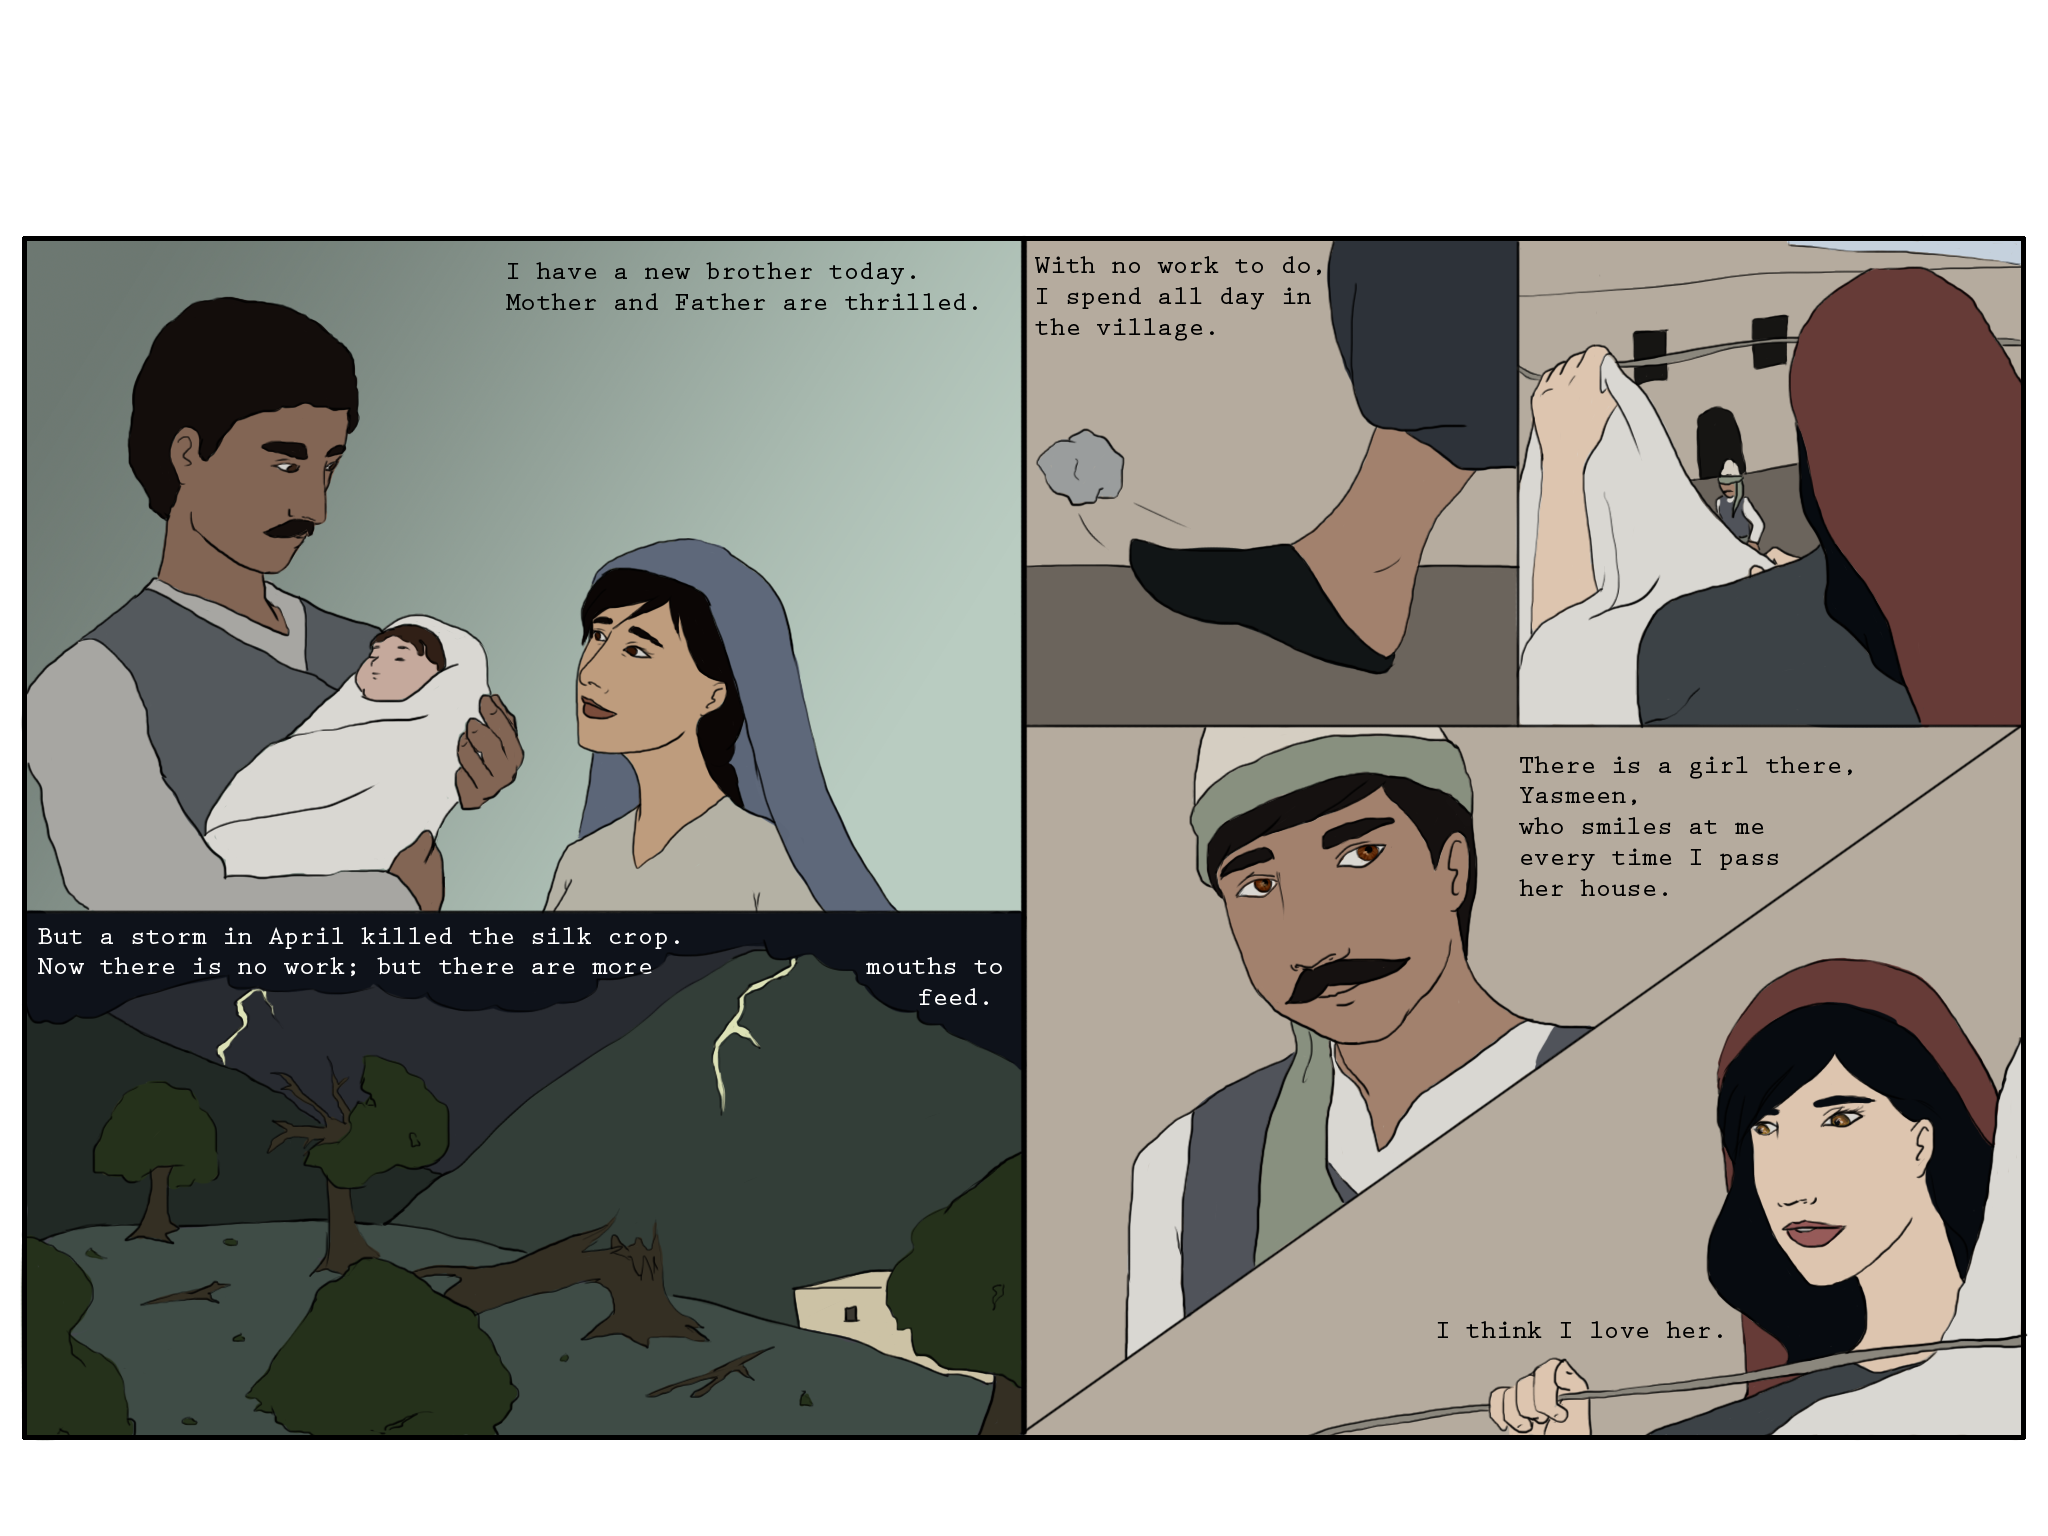 I have a new brother today.
Mother and Father are thrilled.
But a storm in April killed the silk crop.
Now there is no work; but there are more mouths to
feed.
With no work to do,
I spend all day in
the village.
There is a girl there,
Yasmeen,
who smiles at me
every time I pass
her house.
I think I love her.